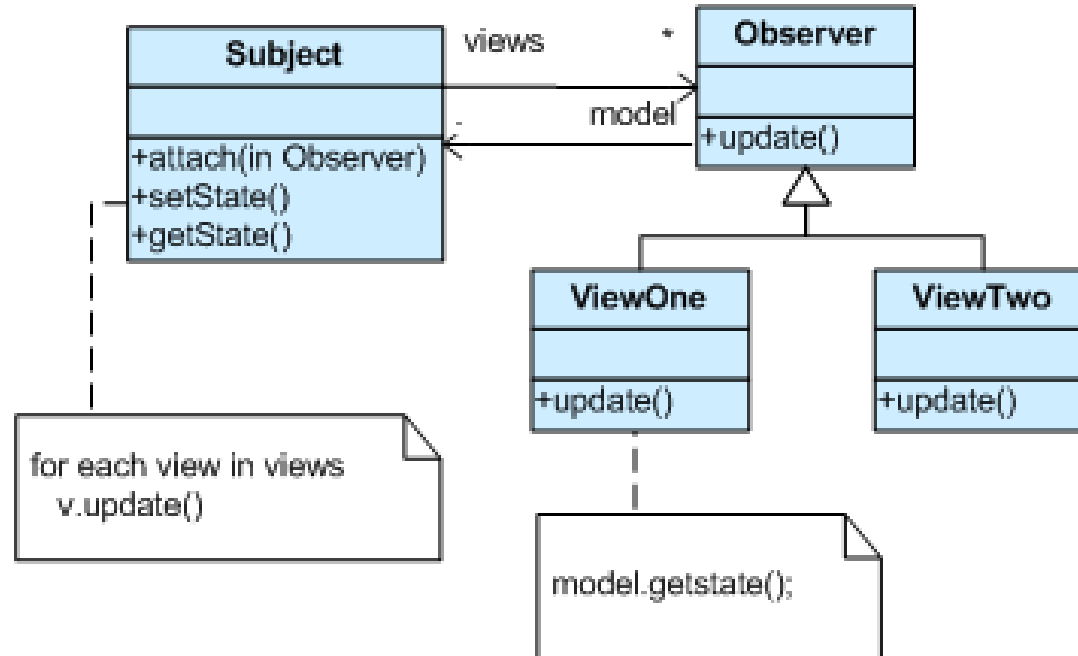 Subject
+attach(in Observer)
+setState()
+getState()
views
*
model
Observer
+update()
ViewOne
+update()
ViewTwo
+update()
for each view in views
v.update()
model.getstate();